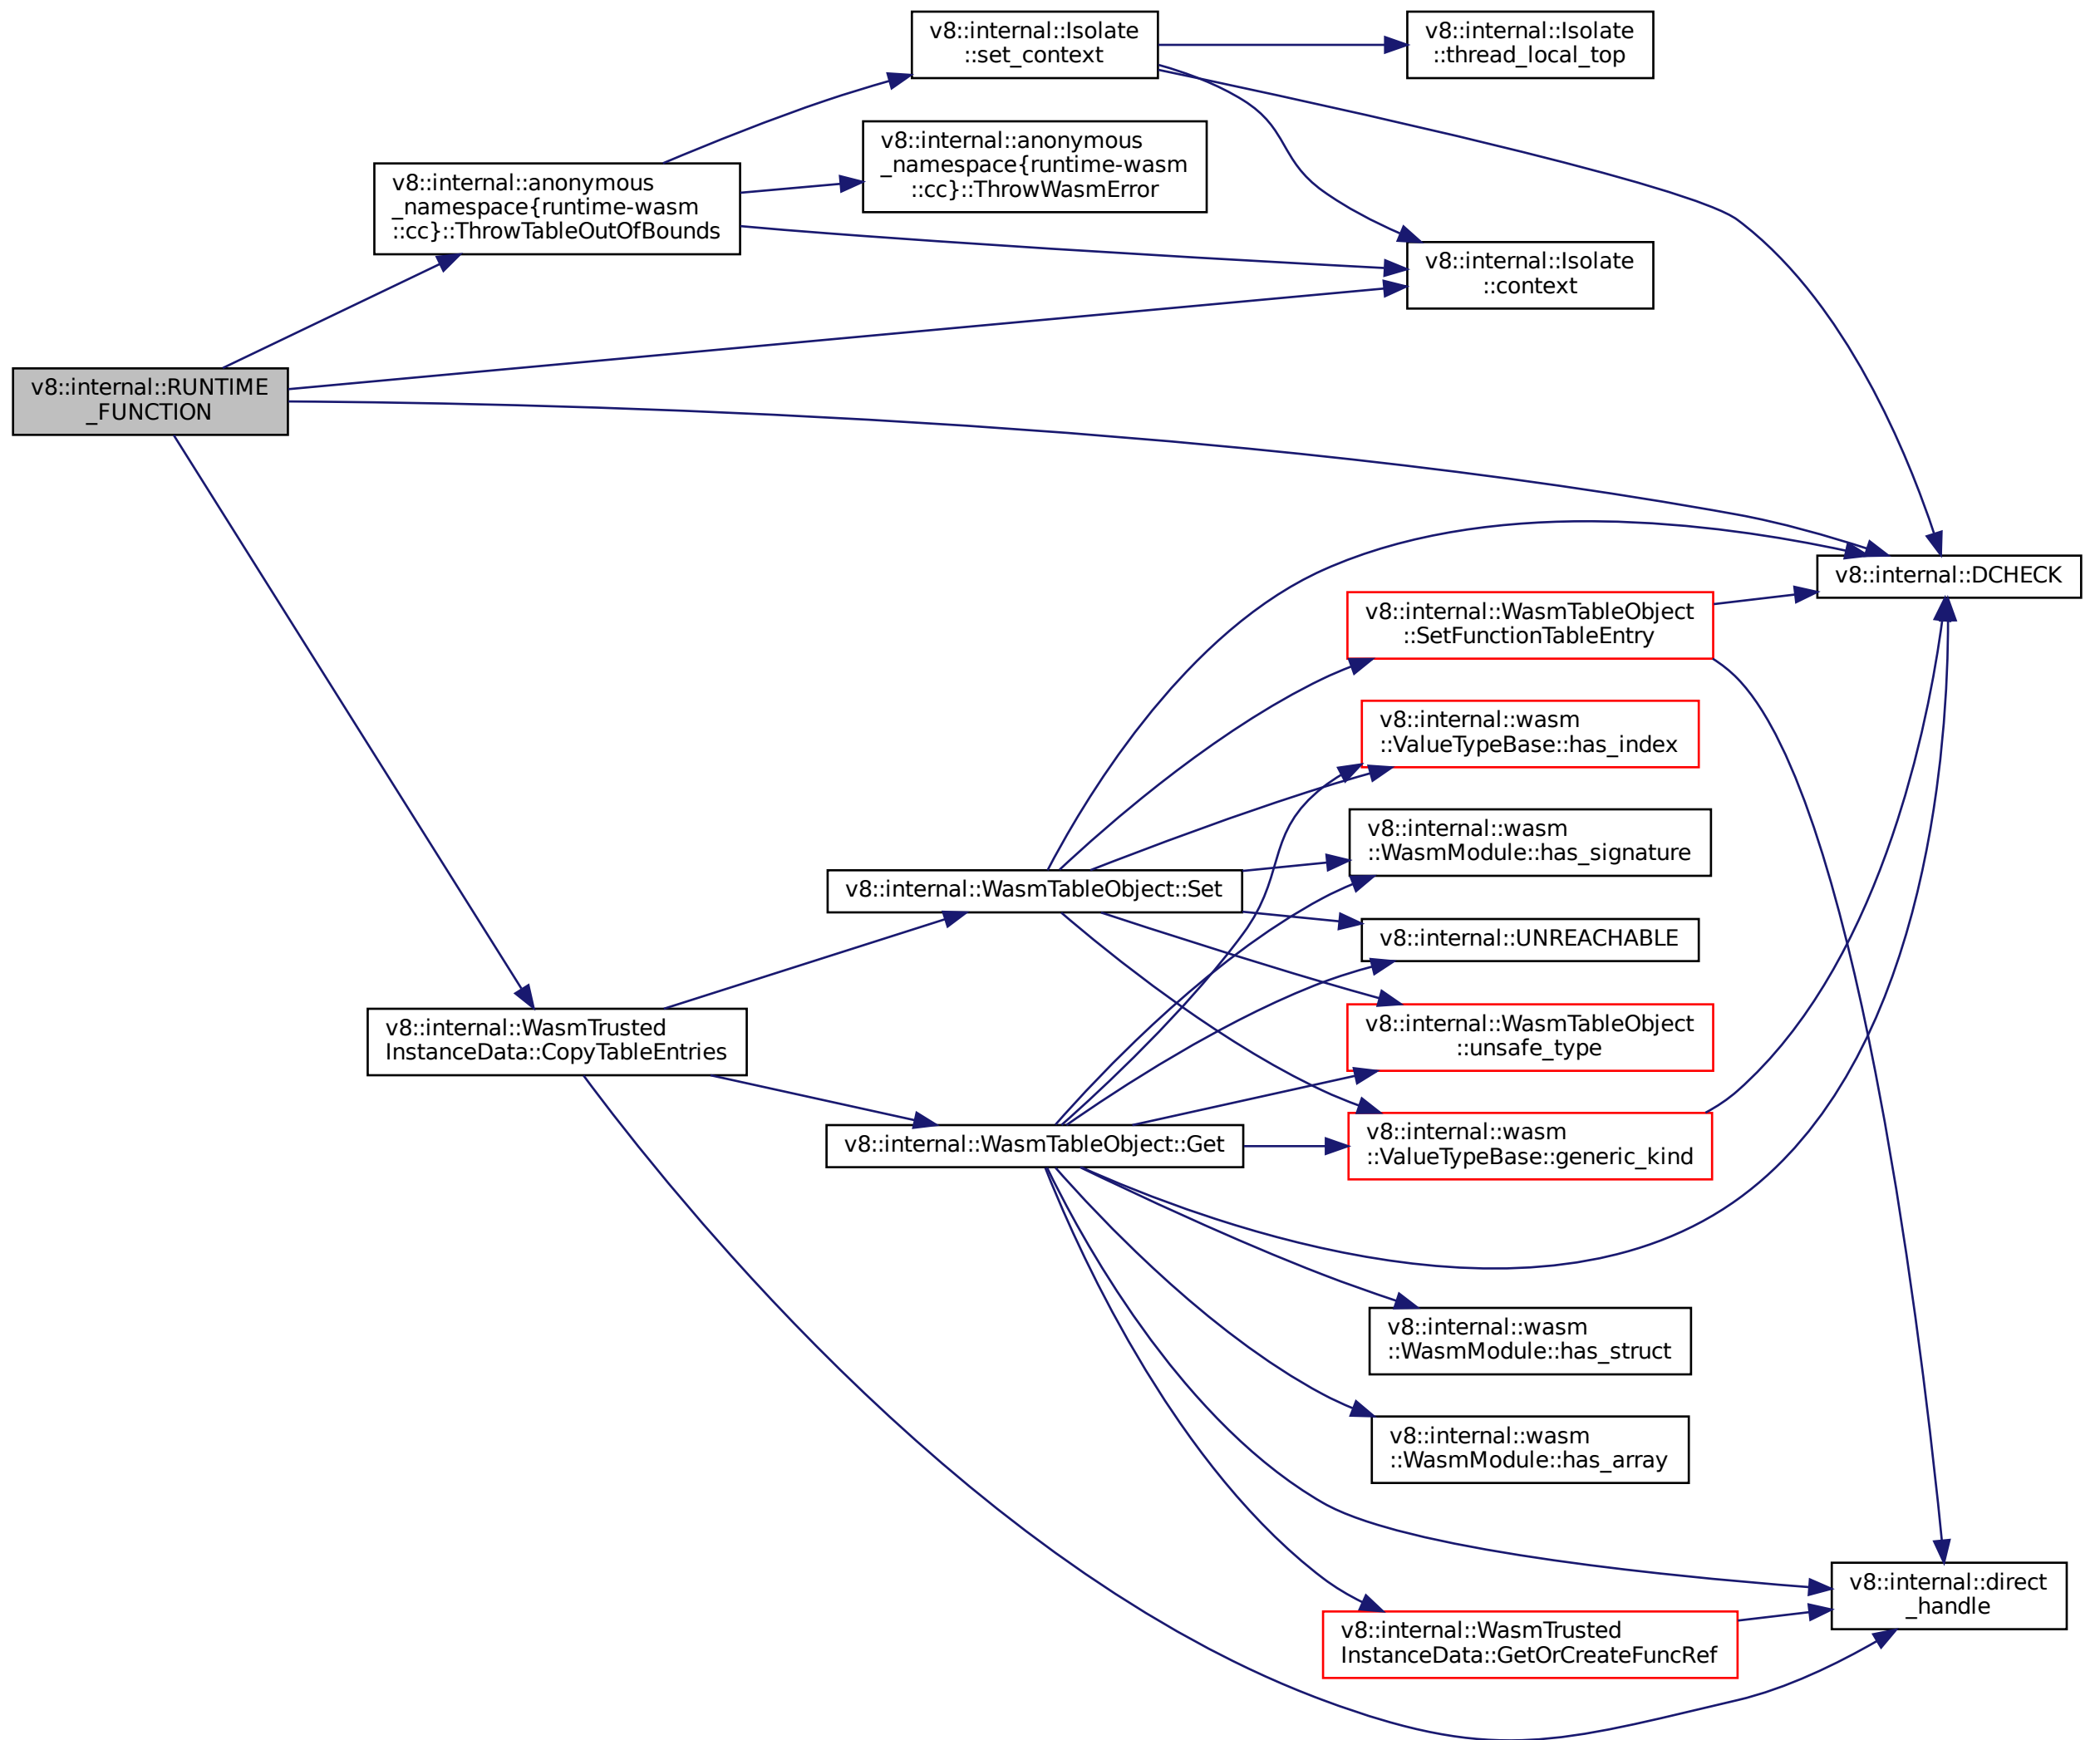 v8::internal::Isolate
::set_context
v8::internal::Isolate
::thread_local_top
v8::internal::anonymous
_namespace{runtime-wasm
::cc}::ThrowWasmError
v8::internal::anonymous
_namespace{runtime-wasm
::cc}::ThrowTableOutOfBounds
v8::internal::Isolate
::context
v8::internal::RUNTIME
_FUNCTION
v8::internal::DCHECK
v8::internal::WasmTableObject
::SetFunctionTableEntry
v8::internal::wasm
::ValueTypeBase::has_index
v8::internal::wasm
::WasmModule::has_signature
v8::internal::WasmTableObject::Set
v8::internal::UNREACHABLE
v8::internal::WasmTrusted
InstanceData::CopyTableEntries
v8::internal::WasmTableObject
::unsafe_type
v8::internal::WasmTableObject::Get
v8::internal::wasm
::ValueTypeBase::generic_kind
v8::internal::wasm
::WasmModule::has_struct
v8::internal::wasm
::WasmModule::has_array
v8::internal::direct
_handle
v8::internal::WasmTrusted
InstanceData::GetOrCreateFuncRef